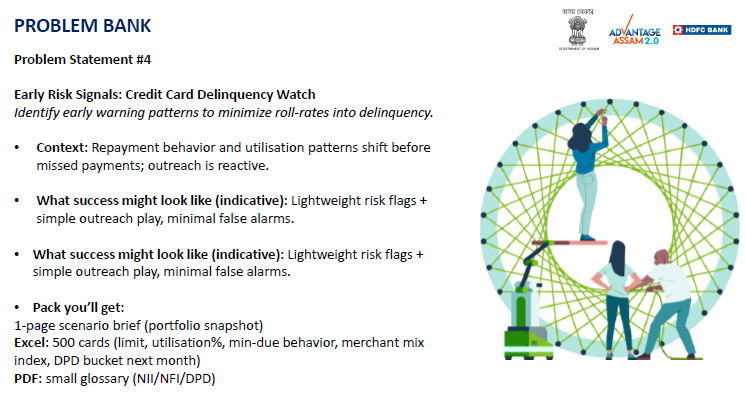 PROBLEM BANK
অসম চৰকাৰ
GOVERNMENT OF ASSAM
ADVANTAGE
ASSAM 2.0
HDFC BANK
Problem Statement #4
Early Risk Signals: Credit Card Delinquency Watch
Identify early warning patterns to minimize roll-rates into delinquency.
• Context: Repayment behavior and utilisation patterns shift before
missed payments; outreach is reactive.
• What success might look like (indicative): Lightweight risk flags +
simple outreach play, minimal false alarms.
• What success might look like (indicative): Lightweight risk flags +
simple outreach play, minimal false alarms.
• Pack you’ll get:
1-page scenario brief (portfolio snapshot)
Excel: 500 cards (limit, utilisation%, min-due behavior, merchant mix
index, DPD bucket next month)
PDF: small glossary (NII/NFI/DPD)